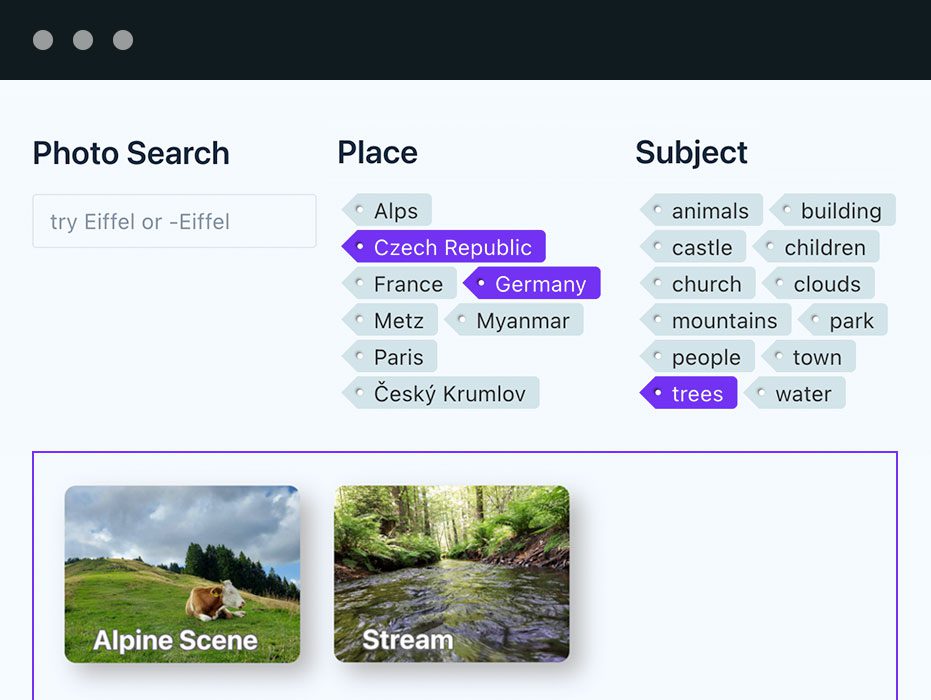 Photo Search
try Eiffel or -Eiffel
Place
Alps
Czech Republic
France Germany
Metz Myanmar
Paris
Český Krumlov
Subject
animals building
castle children
church clouds
mountains park
people town
trees water
Alpine Scene
Stream